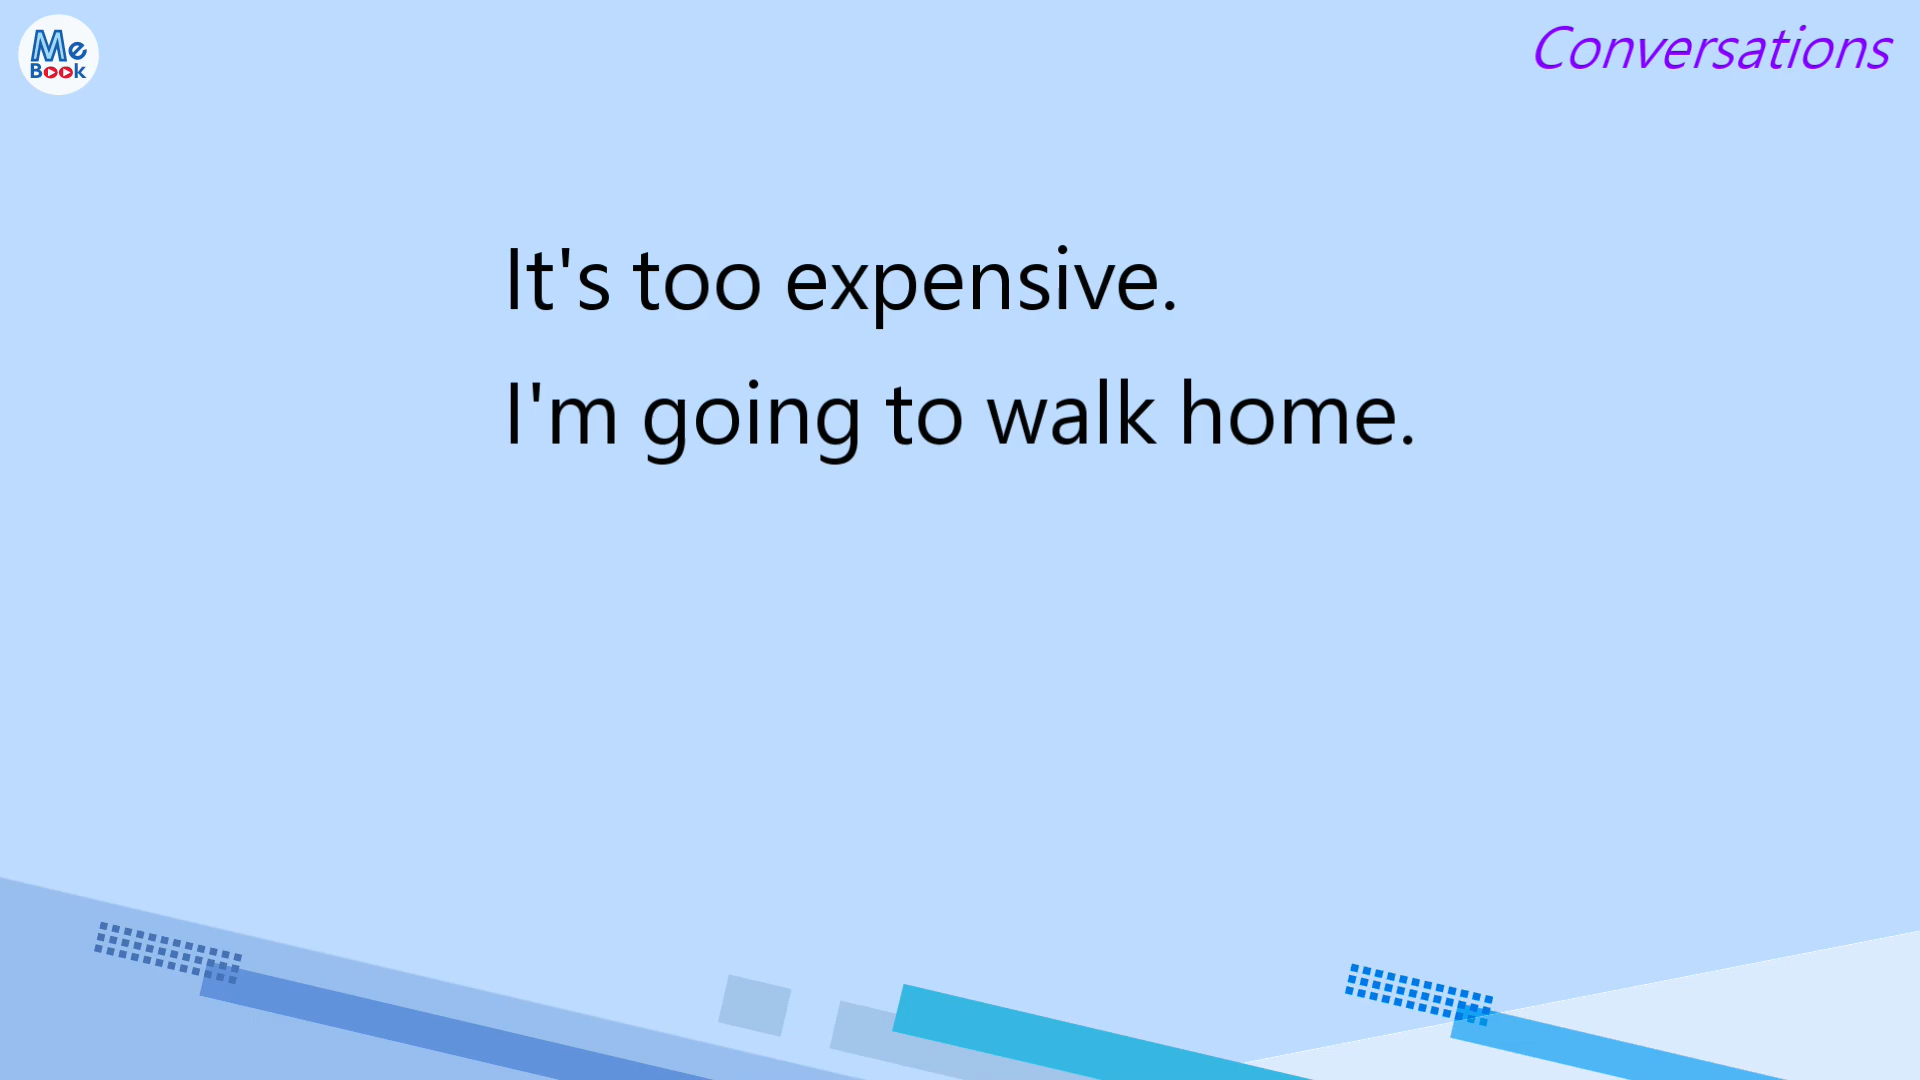 Me
Book
Conversations
It's too expensive.
I'm going to walk home.